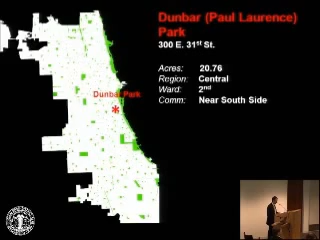 Dunbar (Paul Laurence)
Park
300 E. 31st St.
Acres: 20.76
Region: Central
Ward: 2nd
Comm: Near South Side
Dunbar Park
*